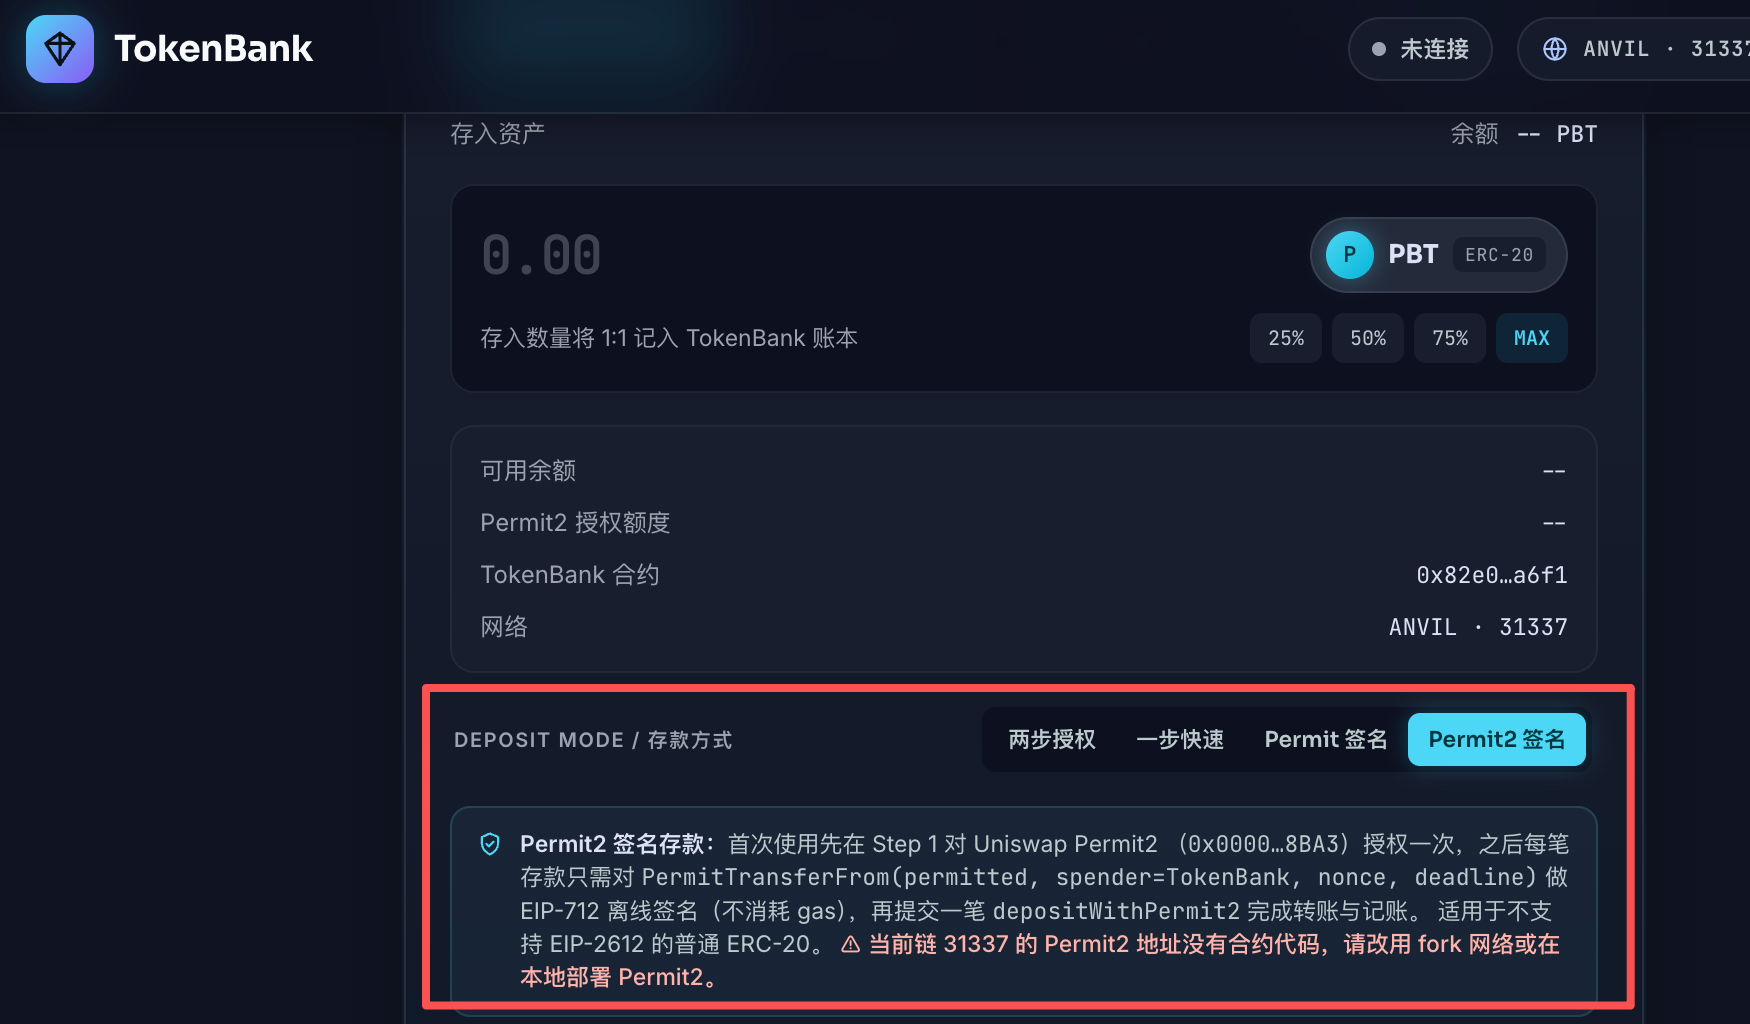 TokenBank
未连接
ANVIL · 31337
存入资产
余额 -- PBT
0.00
P PBT ERC-20
存入数量将 1:1 记入 TokenBank 账本
25% 50% 75% MAX
可用余额 --
Permit2 授权额度 --
TokenBank 合约 0x82e0…a6f1
网络 ANVIL · 31337
DEPOSIT MODE / 存款方式
两步授权 一步快速 Permit 签名 Permit2 签名
Permit2 签名存款：首次使用先在 Step 1 对 Uniswap Permit2 （0x0000…8BA3）授权一次，之后每笔
存款只需对 PermitTransferFrom(permitted, spender=TokenBank, nonce, deadline) 做
EIP-712 离线签名（不消耗 gas），再提交一笔 depositWithPermit2 完成转账与记账。 适用于不支
持 EIP-2612 的普通 ERC-20。 ⚠ 当前链 31337 的 Permit2 地址没有合约代码，请改用 fork 网络或在
本地部署 Permit2。